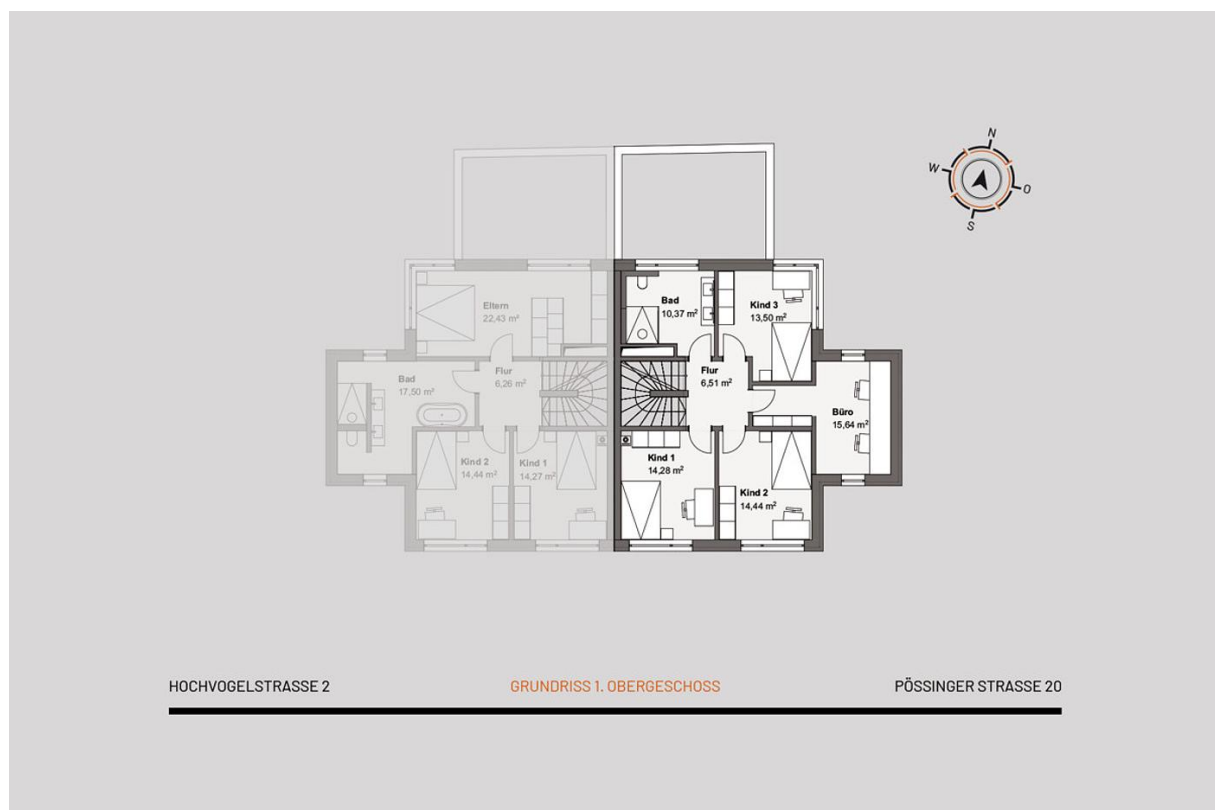 N
W
O
S
Eltern
22,43 m²
Bad
10,37 m²
Kind 3
13,50 m²
Bad
17,50 m²
Flur
6,26 m²
Flur
6,51 m²
Büro
15,64 m²
Kind 2
14,44 m²
Kind 1
14,27 m²
Kind 1
14,28 m²
Kind 2
14,44 m²
HOCHVOGELSTRASSE 2
GRUNDRISS 1. OBERGESCHOSS
PÖSSINGER STRASSE 20